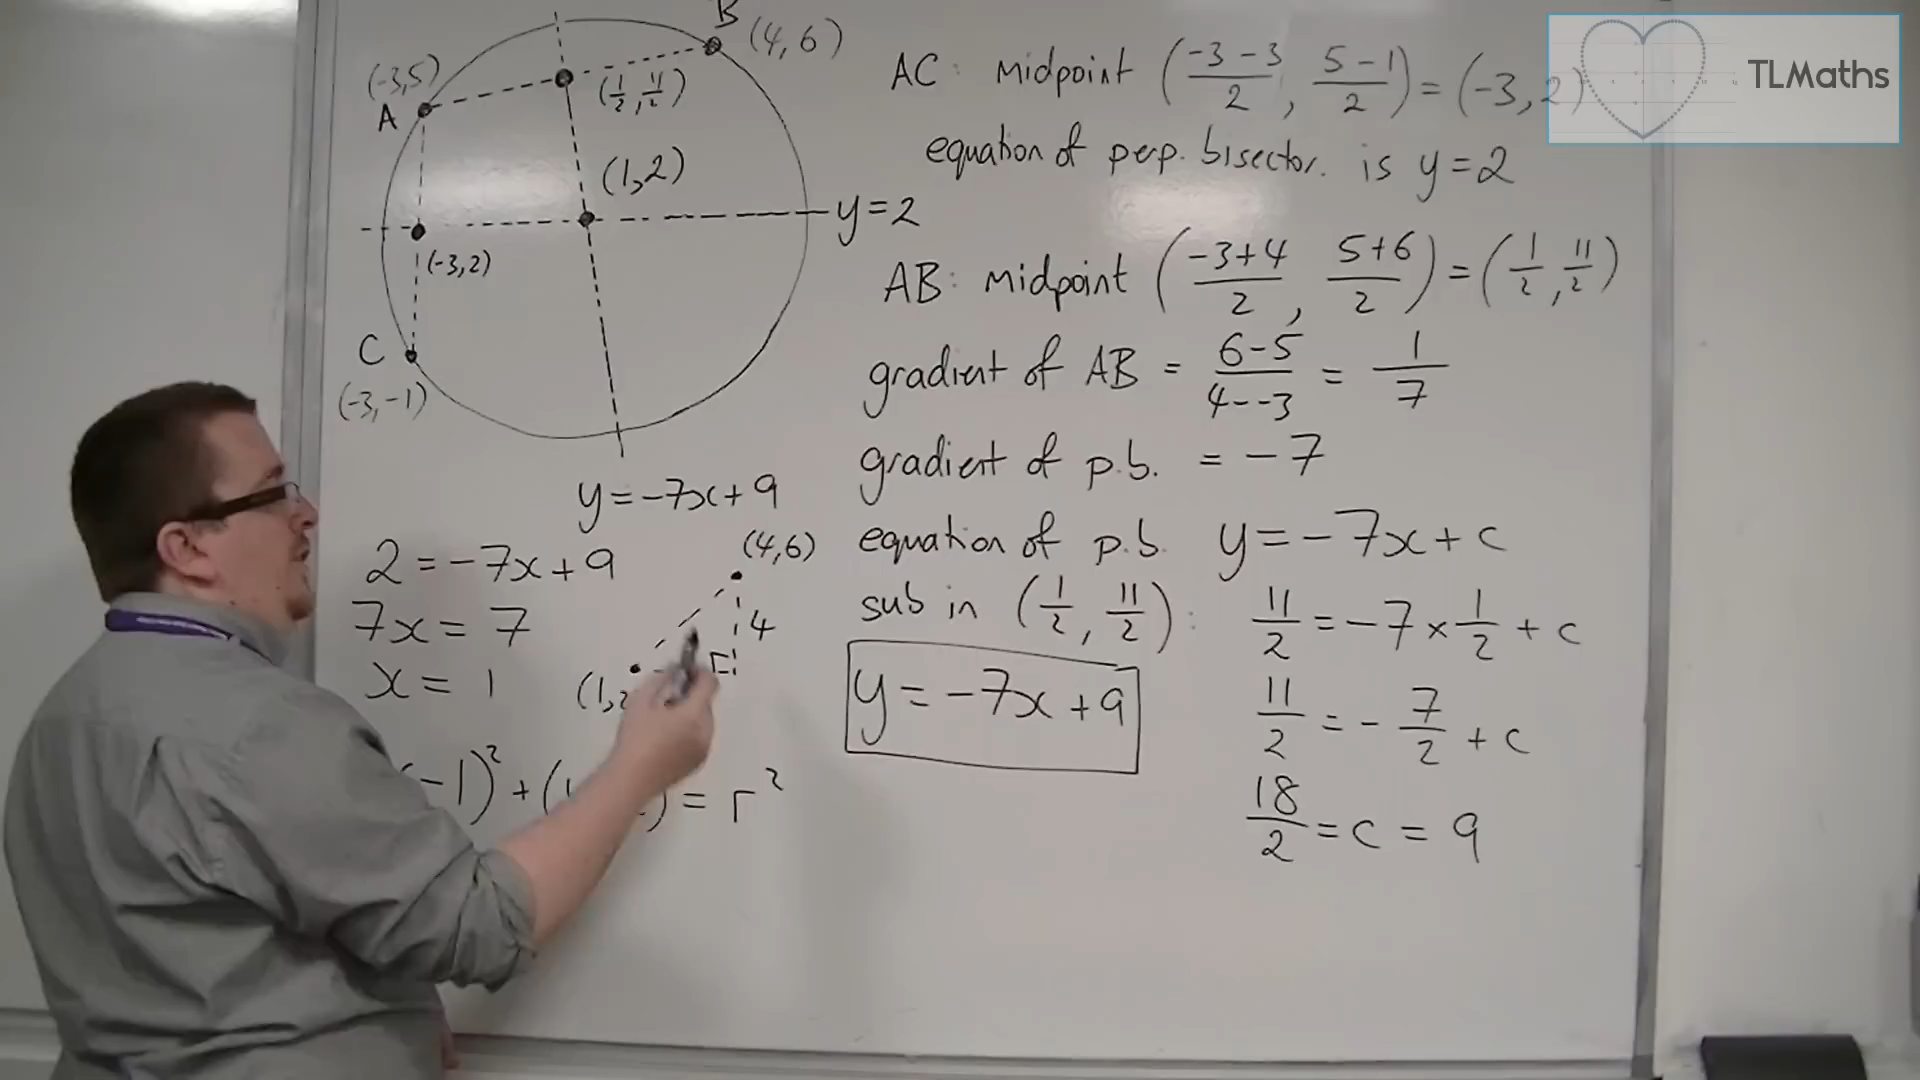 B (4,6)
(-3,5)
A
(1/2, 11/2)
(1,2)
y=2
(-3,2)
C
(-3,-1)
y=-7x+9
2=-7x+9
7x=7
x=1
(4,6)
4
(1,
-1)²+( ) = r²
AC: midpoint ((-3-3)/2, (5-1)/2) = (-3,2)
equation of perp. bisector. is y=2
AB: midpoint ((-3+4)/2, (5+6)/2) = (1/2, 11/2)
gradient of AB = (6-5)/(4--3) = 1/7
gradient of p.b. = -7
equation of p.b. y=-7x+c
sub in (1/2, 11/2): 11/2 = -7×1/2+c
y=-7x+9
11/2 = -7/2+c
18/2 = c = 9
TLMaths